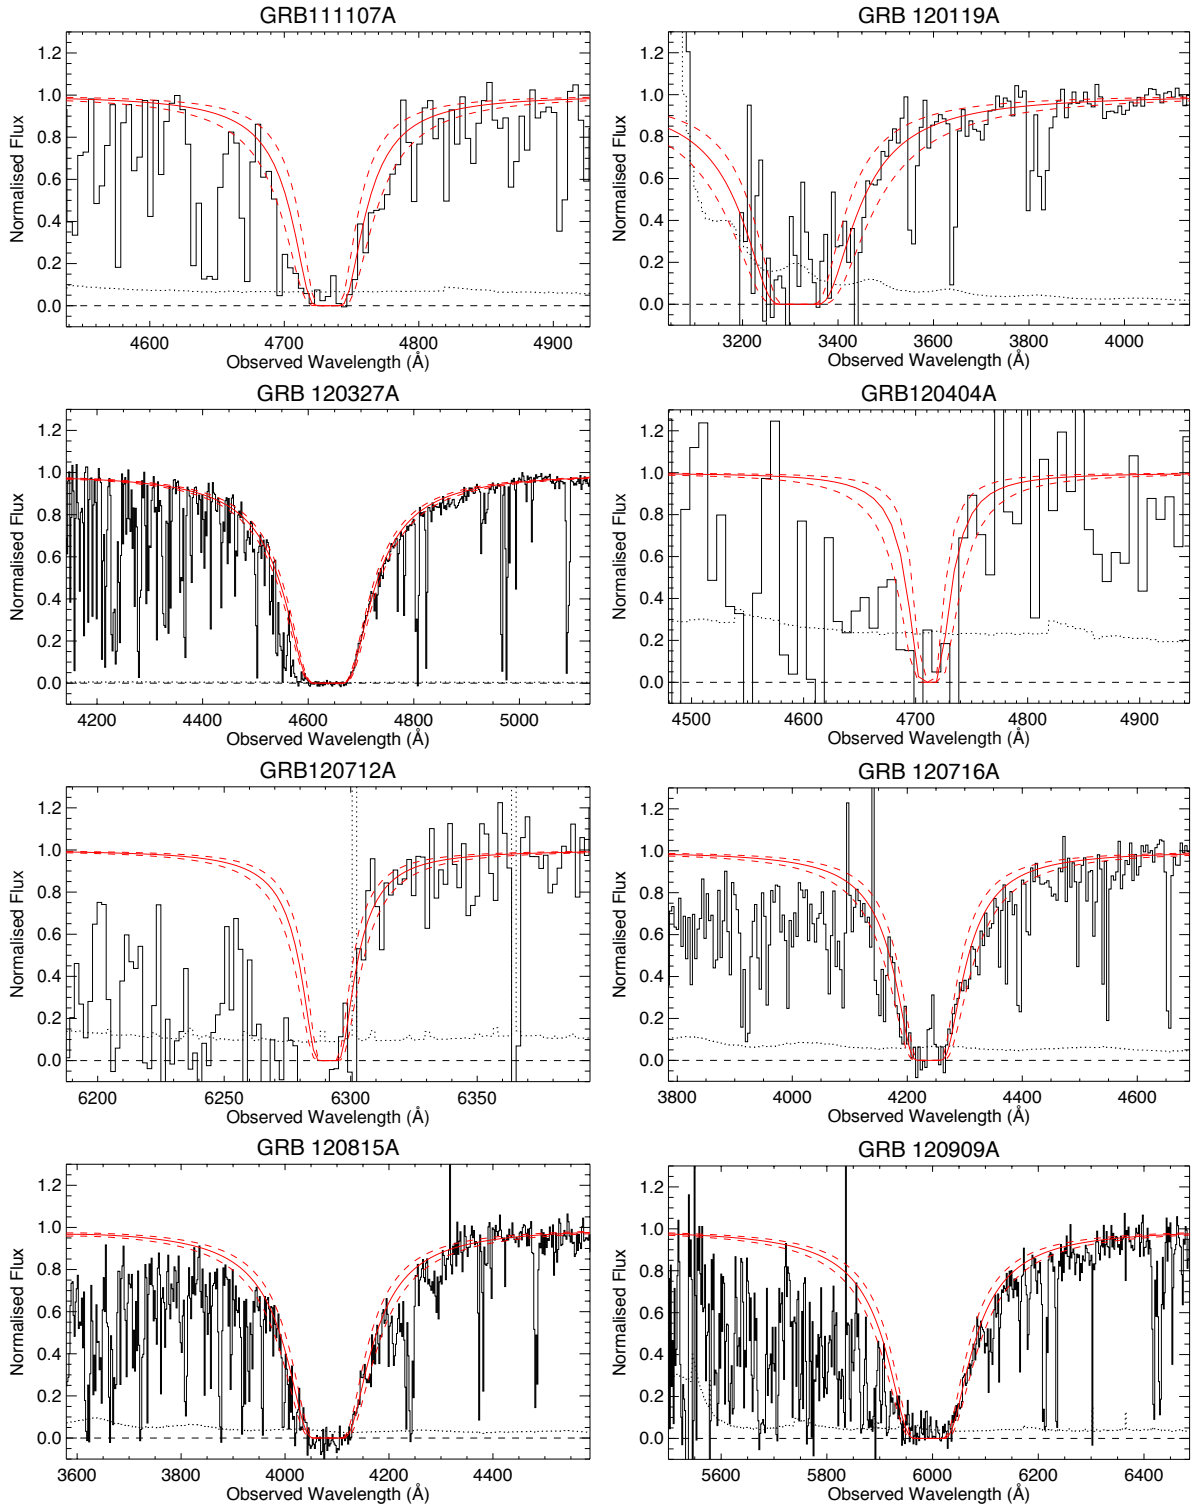 GRB111107A
Normalised Flux
1.2
1.0
0.8
0.6
0.4
0.2
0.0
4600 4700 4800 4900
Observed Wavelength (Å)
GRB 120119A
Normalised Flux
1.2
1.0
0.8
0.6
0.4
0.2
0.0
3200 3400 3600 3800 4000
Observed Wavelength (Å)
GRB 120327A
Normalised Flux
1.2
1.0
0.8
0.6
0.4
0.2
0.0
4200 4400 4600 4800 5000
Observed Wavelength (Å)
GRB120404A
Normalised Flux
1.2
1.0
0.8
0.6
0.4
0.2
0.0
4500 4600 4700 4800 4900
Observed Wavelength (Å)
GRB120712A
Normalised Flux
1.2
1.0
0.8
0.6
0.4
0.2
0.0
6200 6250 6300 6350
Observed Wavelength (Å)
GRB 120716A
Normalised Flux
1.2
1.0
0.8
0.6
0.4
0.2
0.0
3800 4000 4200 4400 4600
Observed Wavelength (Å)
GRB 120815A
Normalised Flux
1.2
1.0
0.8
0.6
0.4
0.2
0.0
3600 3800 4000 4200 4400
Observed Wavelength (Å)
GRB 120909A
Normalised Flux
1.2
1.0
0.8
0.6
0.4
0.2
0.0
5600 5800 6000 6200 6400
Observed Wavelength (Å)